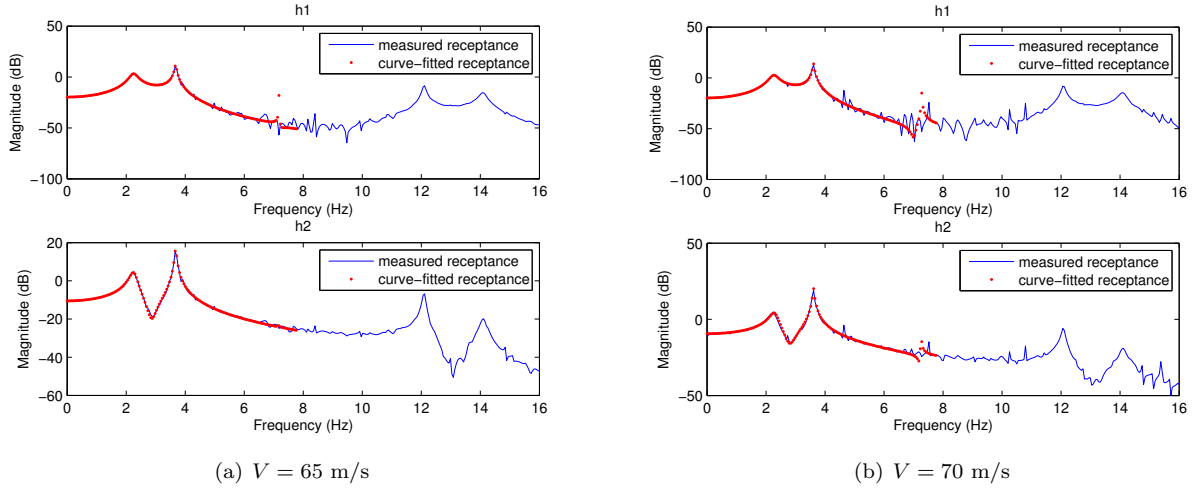 h1
50
0
−50
−100
Magnitude (dB)
measured receptance
curve−fitted receptance
0 2 4 6 8 10 12 14 16
Frequency (Hz)
h2
20
0
−20
−40
−60
Magnitude (dB)
measured receptance
curve−fitted receptance
0 2 4 6 8 10 12 14 16
Frequency (Hz)
(a) V = 65 m/s
h1
50
0
−50
−100
Magnitude (dB)
measured receptance
curve−fitted receptance
0 2 4 6 8 10 12 14 16
Frequency (Hz)
h2
50
0
−50
Magnitude (dB)
measured receptance
curve−fitted receptance
0 2 4 6 8 10 12 14 16
Frequency (Hz)
(b) V = 70 m/s